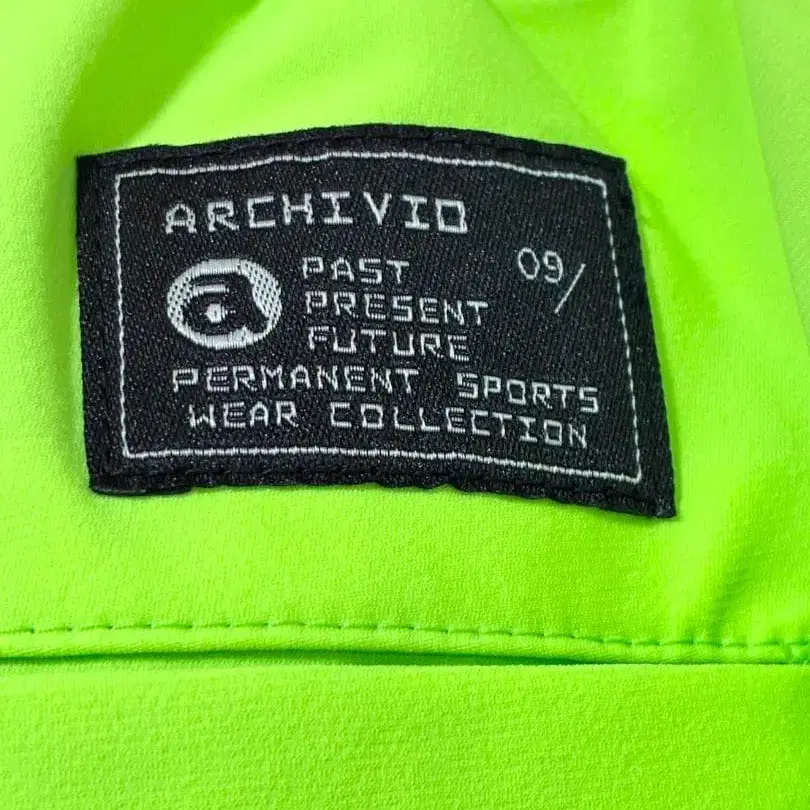 ARCHIVIO
09/
a
PAST
PRESENT
FUTURE
PERMANENT SPORTS
WEAR COLLECTION